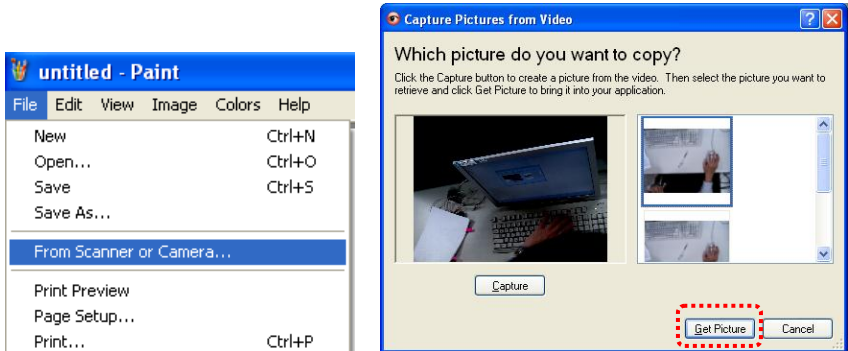 untitled - Paint
File Edit View Image Colors Help
New Ctrl+N
Open... Ctrl+O
Save Ctrl+S
Save As...
From Scanner or Camera...
Print Preview
Page Setup...
Print... Ctrl+P
Capture Pictures from Video
Which picture do you want to copy?
Click the Capture button to create a picture from the video. Then select the picture you want to
retrieve and click Get Picture to bring it into your application.
Capture
Get Picture Cancel